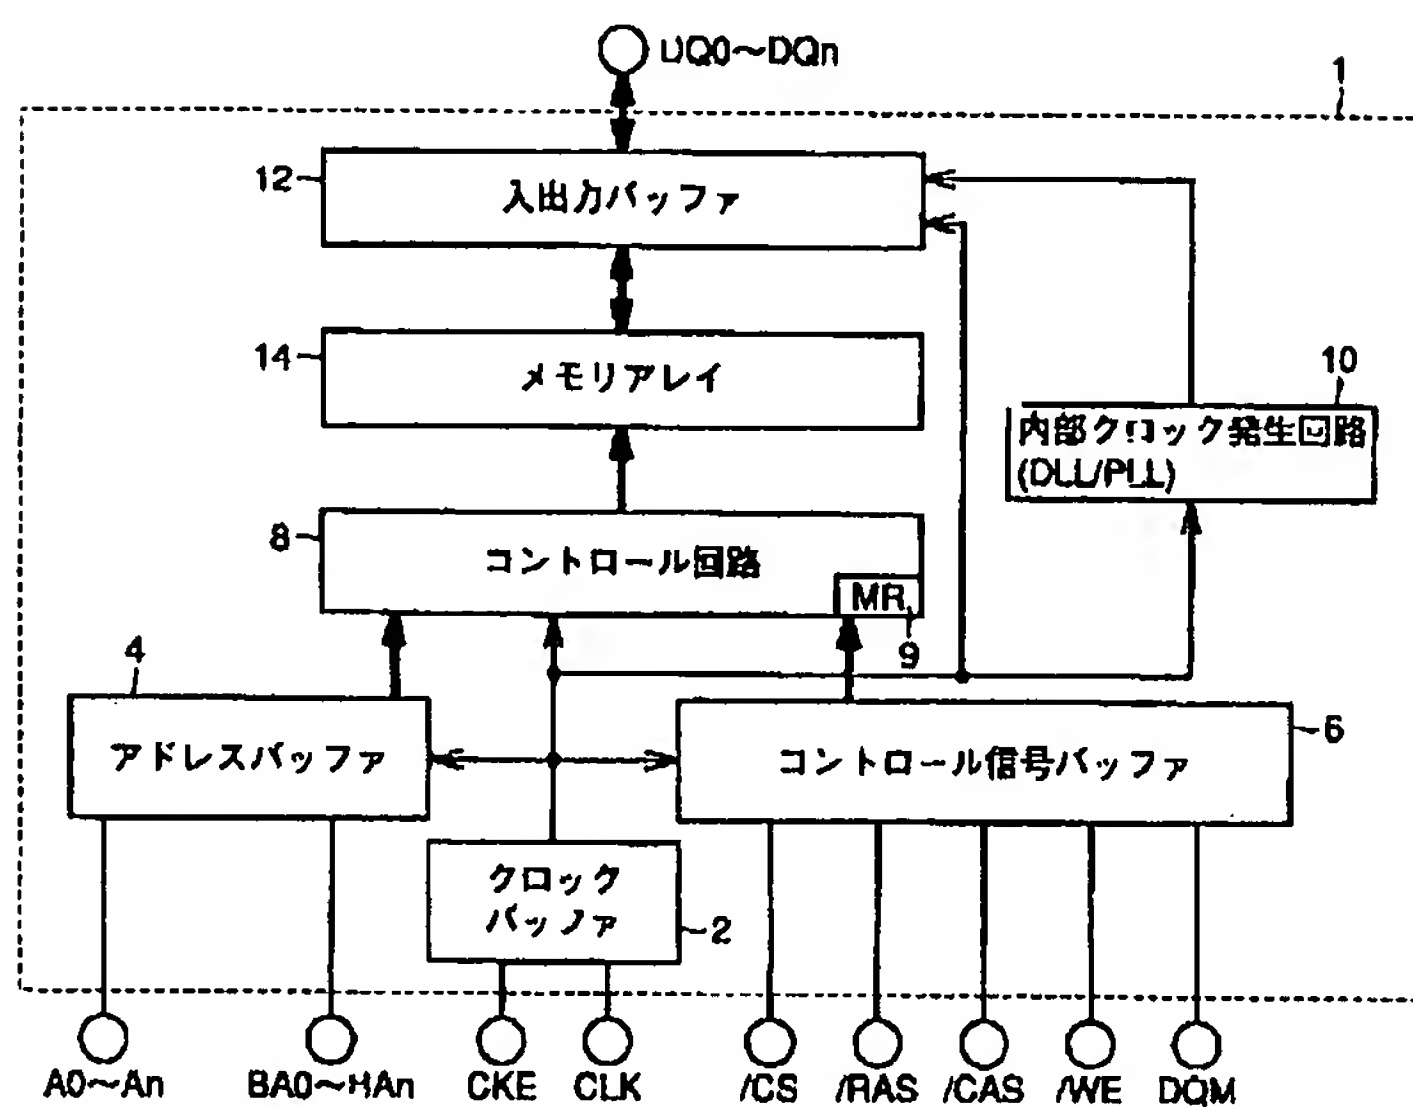 DQ0〜DQn
1
12
入出力バッファ
14
メモリアレイ
10
内部クロック発生回路
(DLL/PLL)
8
コントロール回路
MR
9
4
アドレスバッファ
コントロール信号バッファ
6
クロック
バッファ
2
A0〜An
BA0〜BAn
CKE
CLK
/CS
/RAS
/CAS
/WE
DQM